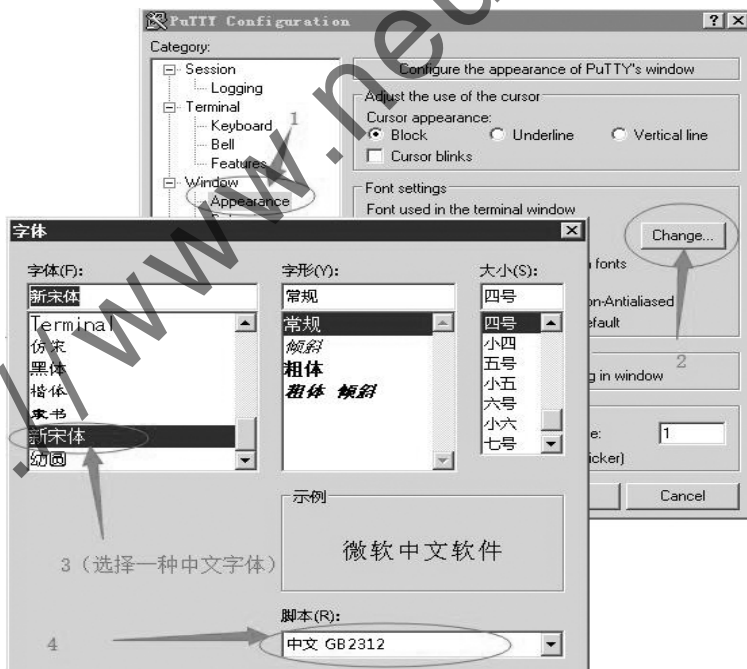 PuTTY Configuration
Category:
Session
Logging
Terminal
Keyboard
Bell
Features
Window
Appearance
1
Configure the appearance of PuTTY's window
Adjust the use of the cursor
Cursor appearance:
Block
Underline
Vertical line
Cursor blinks
Font settings
Font used in the terminal window
Change...
fonts
on-Antialiased
efault
2
g in window
e:
1
icker)
Cancel
字体
字体(F):
新宋体
Terminal
仿宋
黑体
楷体
隶书
新宋体
幼圆
字形(Y):
常规
常规
倾斜
粗体
粗体 倾斜
大小(S):
四号
四号
小四
五号
小五
六号
小六
七号
3（选择一种中文字体）
示例
微软中文软件
脚本(R):
4
中文 GB2312
//www.neu